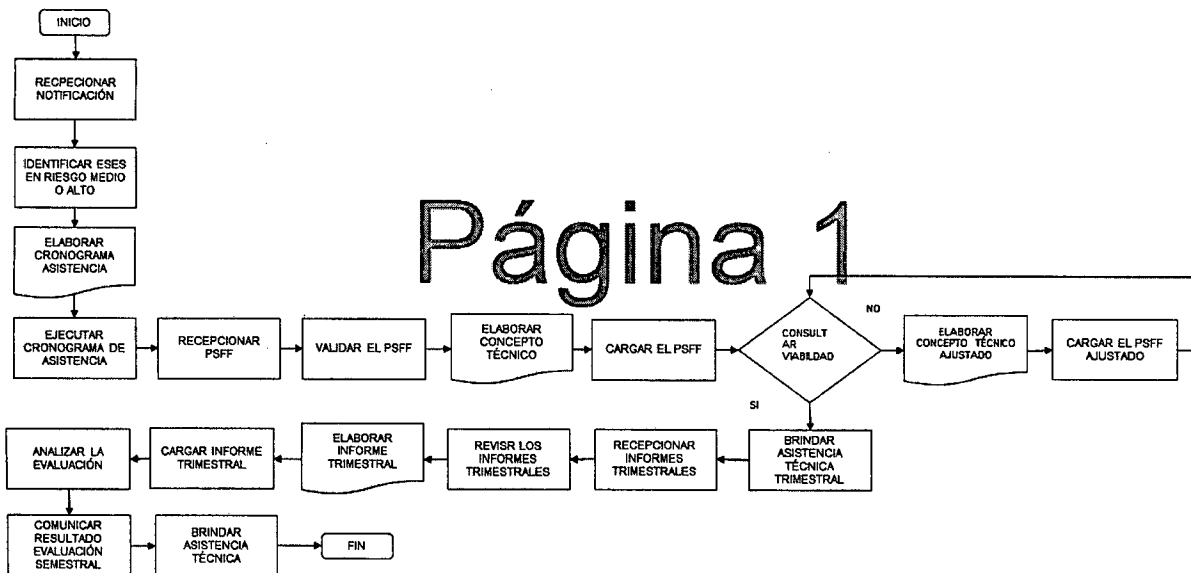 INICIO
RECPECIONAR
NOTIFICACIÓN
IDENTIFICAR ESES
EN RIESGO MEDIO
O ALTO
ELABORAR
CRONOGRAMA
ASISTENCIA
Página 1
EJECUTAR
CRONOGRAMA DE
ASISTENCIA
RECEPCIONAR
PSFF
VALIDAR EL PSFF
ELABORAR
CONCEPTO
TÉCNICO
CARGAR EL PSFF
CONSULT
AR
VIABILDAD
NO
ELABORAR
CONCEPTO TÉCNICO
AJUSTADO
CARGAR EL PSFF
AJUSTADO
SI
BRINDAR
ASISTENCIA
TÉCNICA
TRIMESTRAL
RECEPCIONAR
INFORMES
TRIMESTRALES
REVISR LOS
INFORMES
TRIMESTRALES
ELABORAR
INFORME
TRIMESTRAL
CARGAR INFORME
TRIMESTRAL
ANALIZAR LA
EVALUACIÓN
COMUNICAR
RESULTADO
EVALUACIÓN
SEMESTRAL
BRINDAR
ASISTENCIA
TÉCNICA
FIN